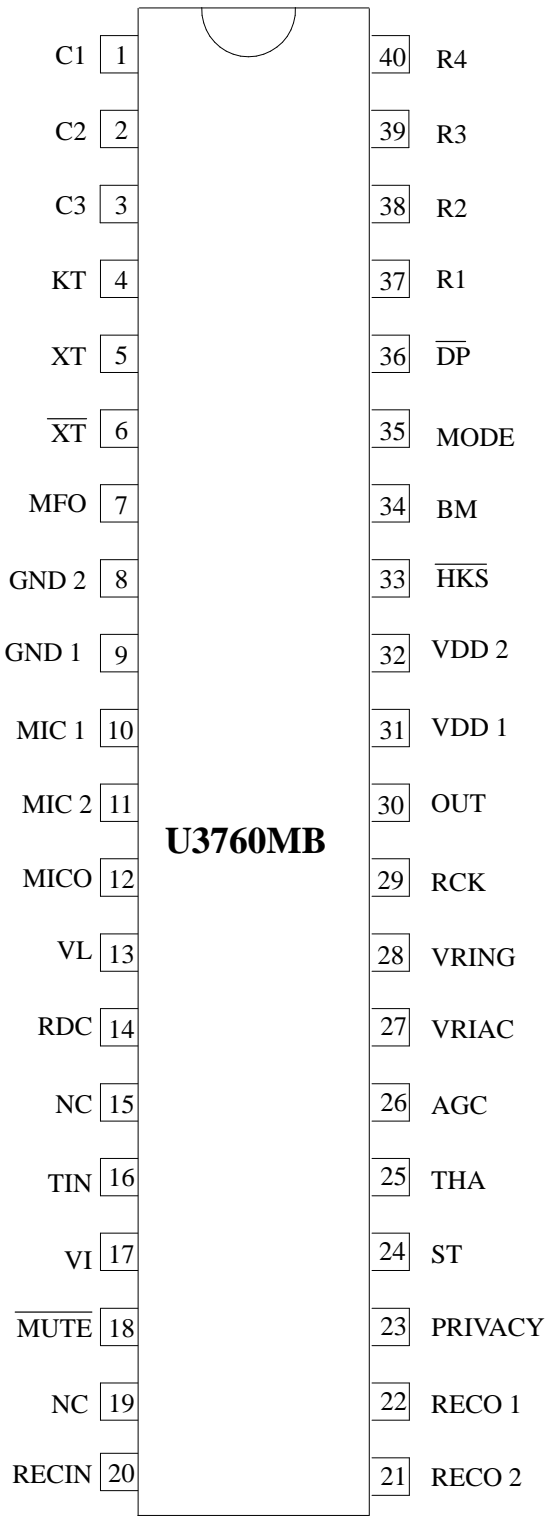 C1 1 40 R4
C2 2 39 R3
C3 3 38 R2
KT 4 37 R1
XT 5 36 D̅P̅
X̅T̅ 6 35 MODE
MFO 7 34 BM
GND 2 8 33 H̅K̅S̅
GND 1 9 32 VDD 2
MIC 1 10 31 VDD 1
MIC 2 11 30 OUT
U3760MB
MICO 12 29 RCK
VL 13 28 VRING
RDC 14 27 VRIAC
NC 15 26 AGC
TIN 16 25 THA
VI 17 24 ST
M̅U̅T̅E̅ 18 23 PRIVACY
NC 19 22 RECO 1
RECIN 20 21 RECO 2